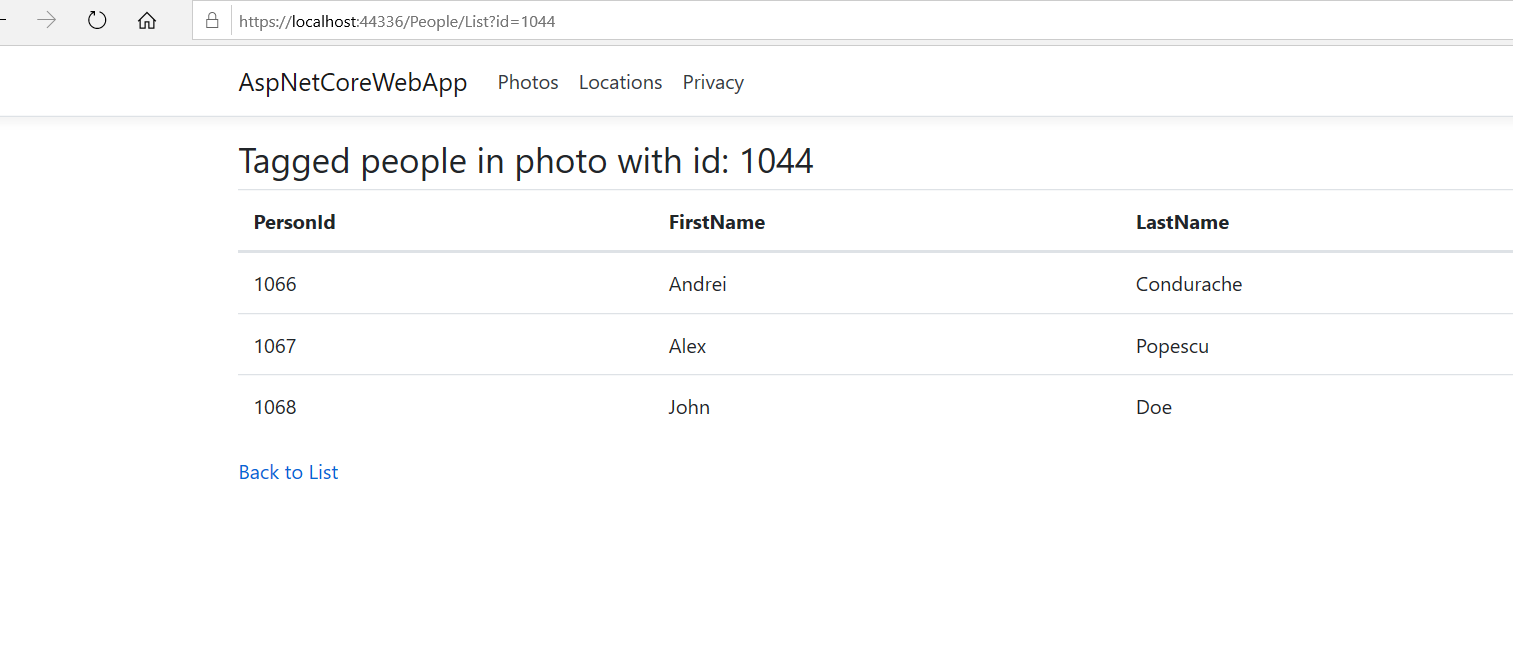 https://localhost:44336/People/List?id=1044
AspNetCoreWebApp Photos Locations Privacy
Tagged people in photo with id: 1044
PersonId FirstName LastName
1066 Andrei Condurache
1067 Alex Popescu
1068 John Doe
Back to List